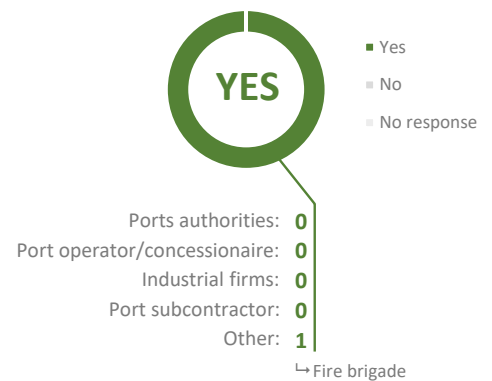 YES
Yes
No
No response
Ports authorities: 0
Port operator/concessionaire: 0
Industrial firms: 0
Port subcontractor: 0
Other: 1
↳Fire brigade